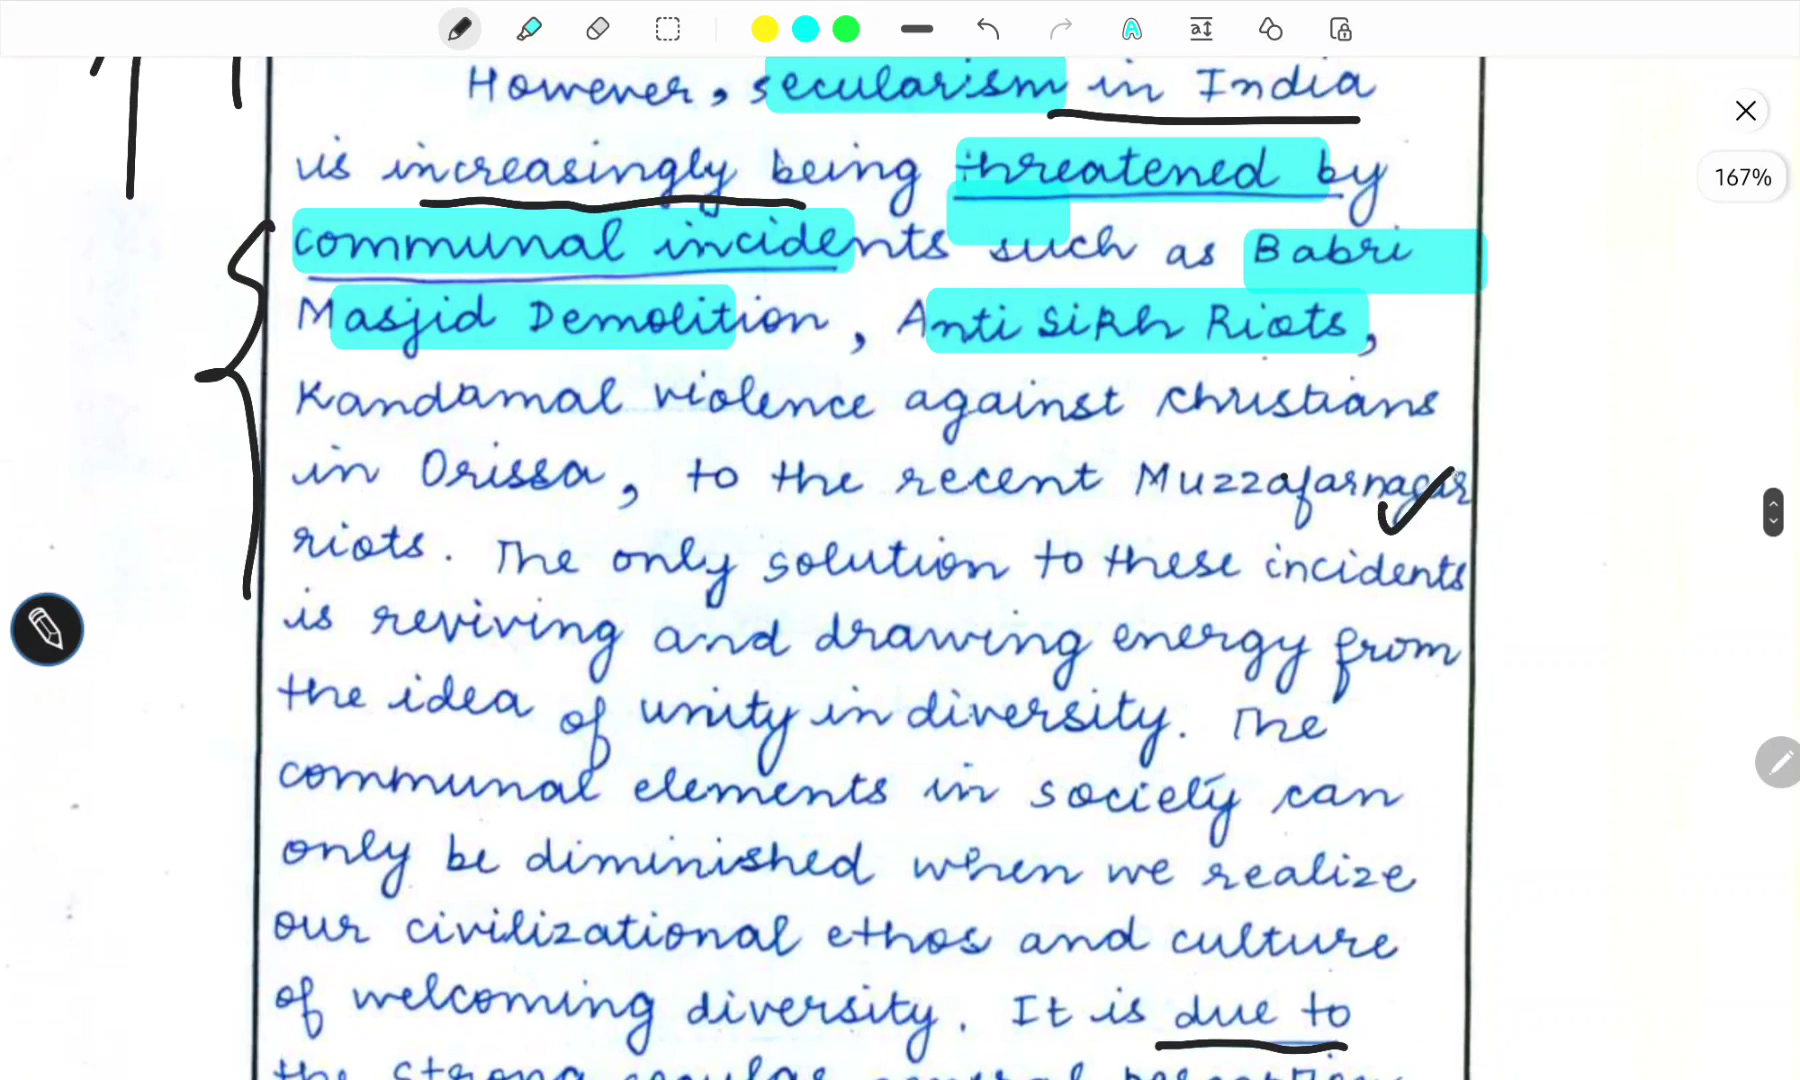 However, secularism in India
is increasingly being threatened by
communal incidents such as Babri
Masjid Demolition, Anti Sikh Riots,
Kandamal violence against christians
in Orissa, to the recent Muzzafarnagar
riots. The only solution to these incidents
is reviving and drawing energy from
the idea of unity in diversity. The
communal elements in society can
only be diminished when we realize
our civilizational ethos and culture
of welcoming diversity. It is due to
the strong secular
167%